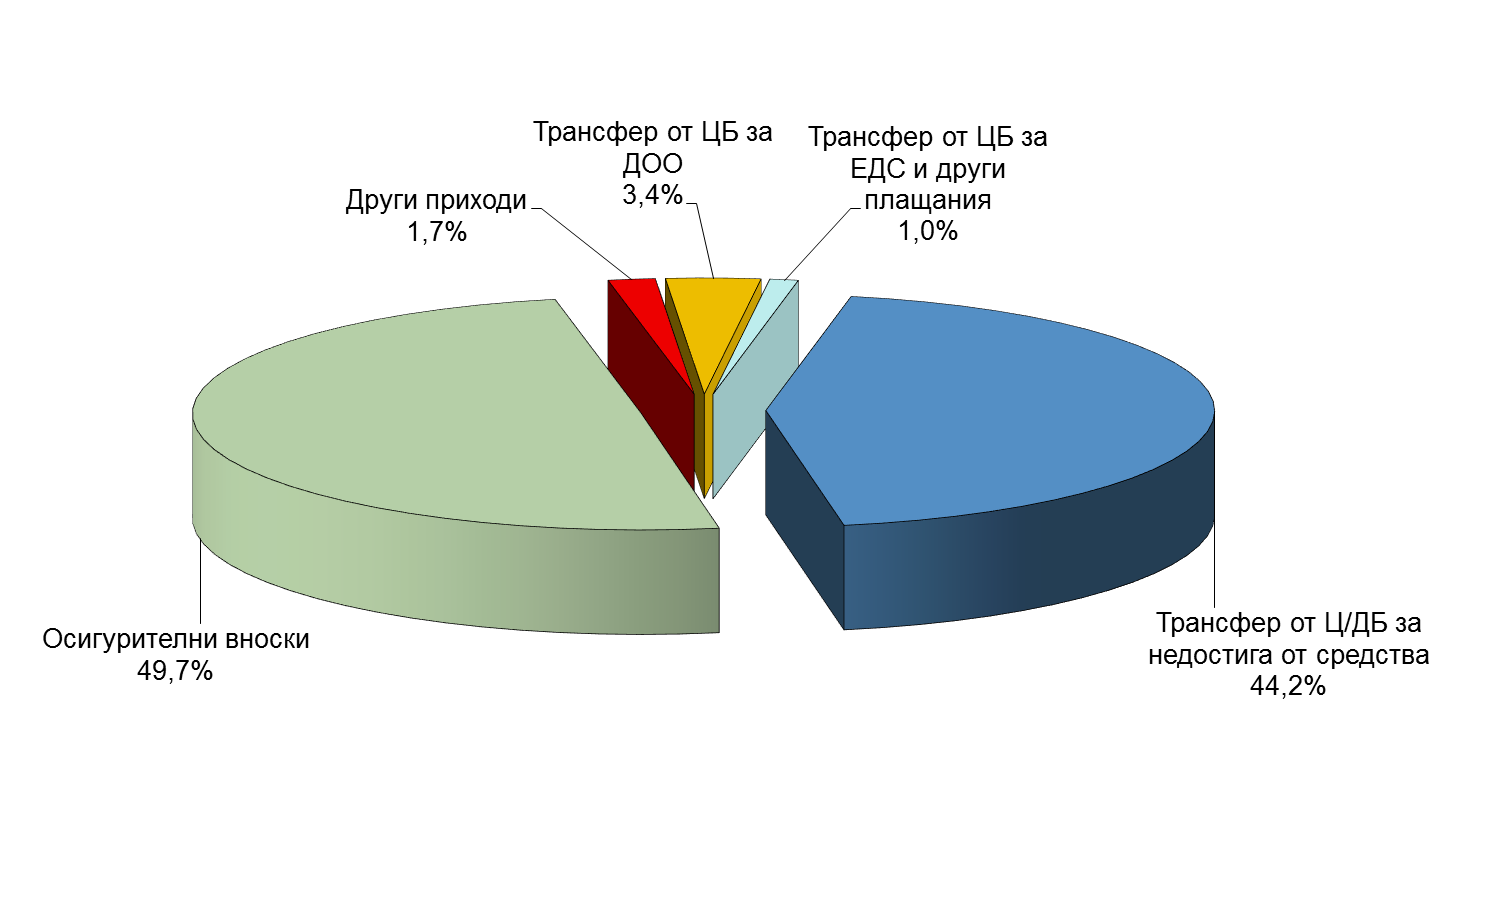 Трансфер от ЦБ за
ДОО
3,4%
Трансфер от ЦБ за
ЕДС и други
плащания
1,0%
Други приходи
1,7%
Осигурителни вноски
49,7%
Трансфер от Ц/ДБ за
недостига от средства
44,2%